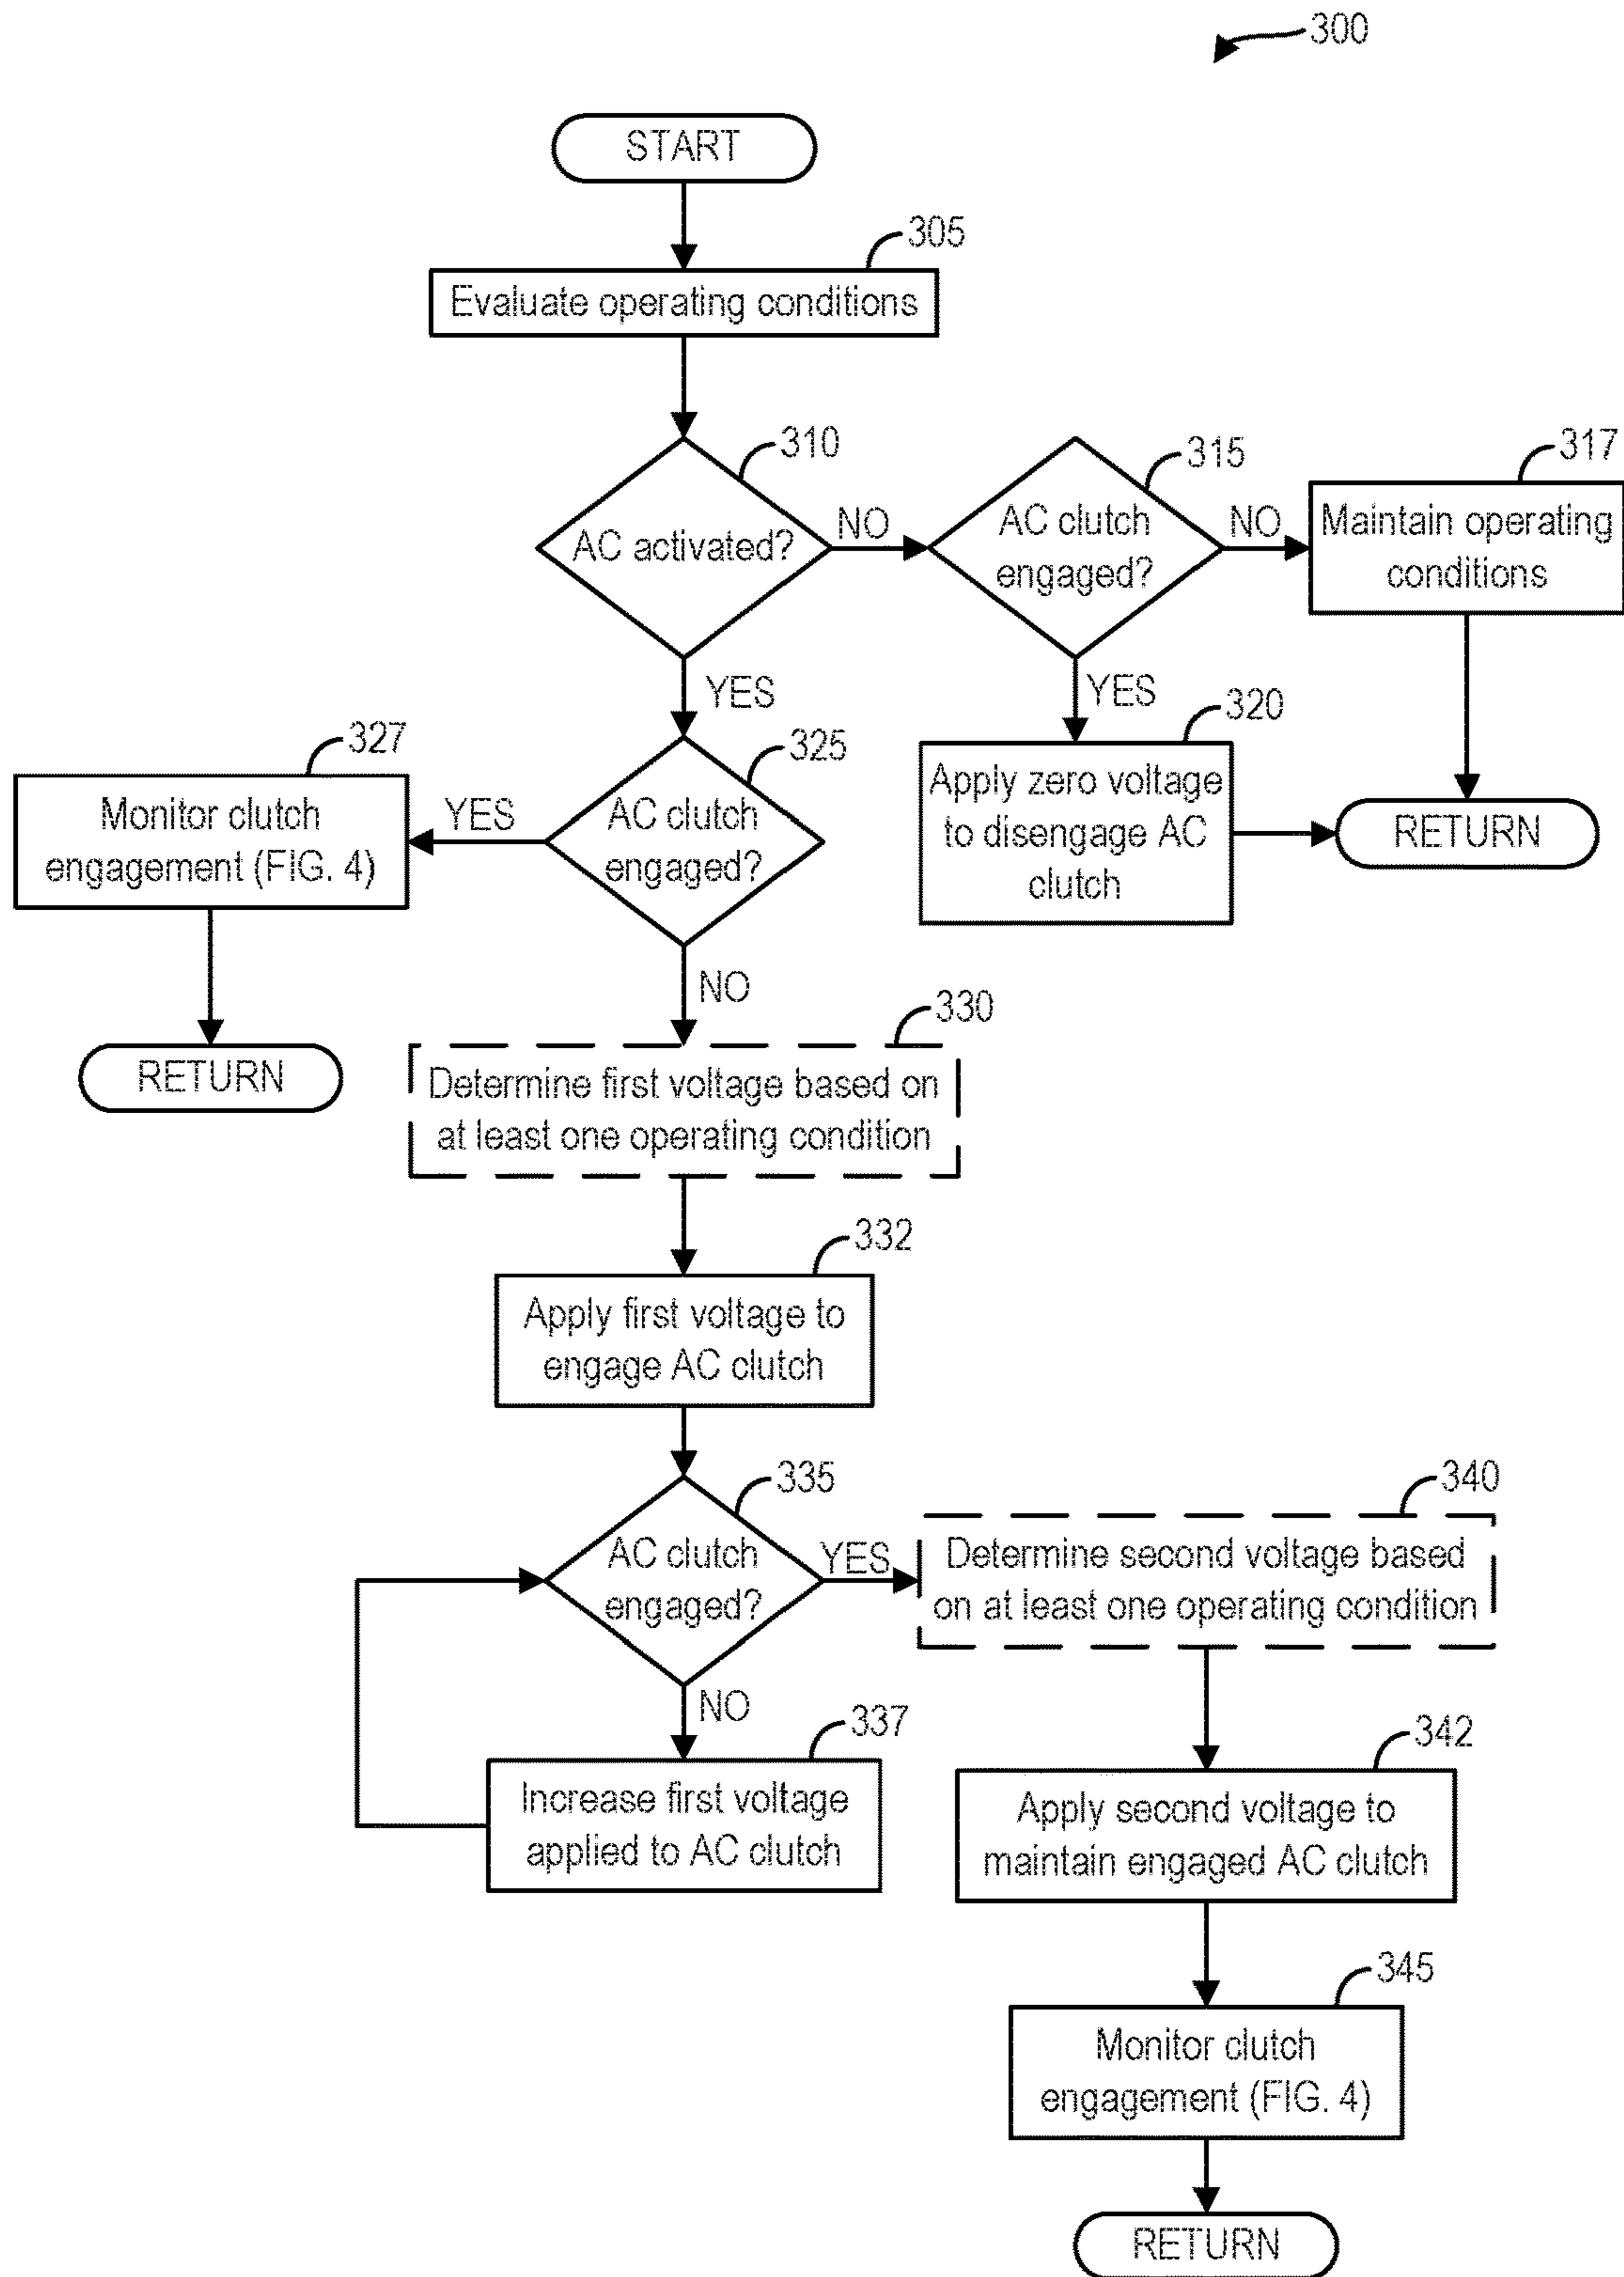 300
START
305
Evaluate operating conditions
310
AC activated?
NO
YES
315
AC clutch
engaged?
NO
YES
317
Maintain operating
conditions
320
Apply zero voltage
to disengage AC
clutch
RETURN
325
AC clutch
engaged?
YES
NO
327
Monitor clutch
engagement (FIG. 4)
RETURN
330
Determine first voltage based on
at least one operating condition
332
Apply first voltage to
engage AC clutch
335
AC clutch
engaged?
YES
NO
337
Increase first voltage
applied to AC clutch
340
Determine second voltage based
on at least one operating condition
342
Apply second voltage to
maintain engaged AC clutch
345
Monitor clutch
engagement (FIG. 4)
RETURN